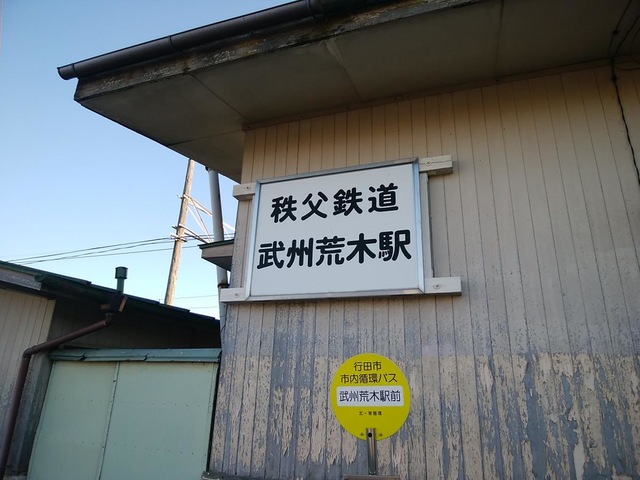 秩父鉄道
武州荒木駅
行田市
市内循環バス
武州荒木駅前